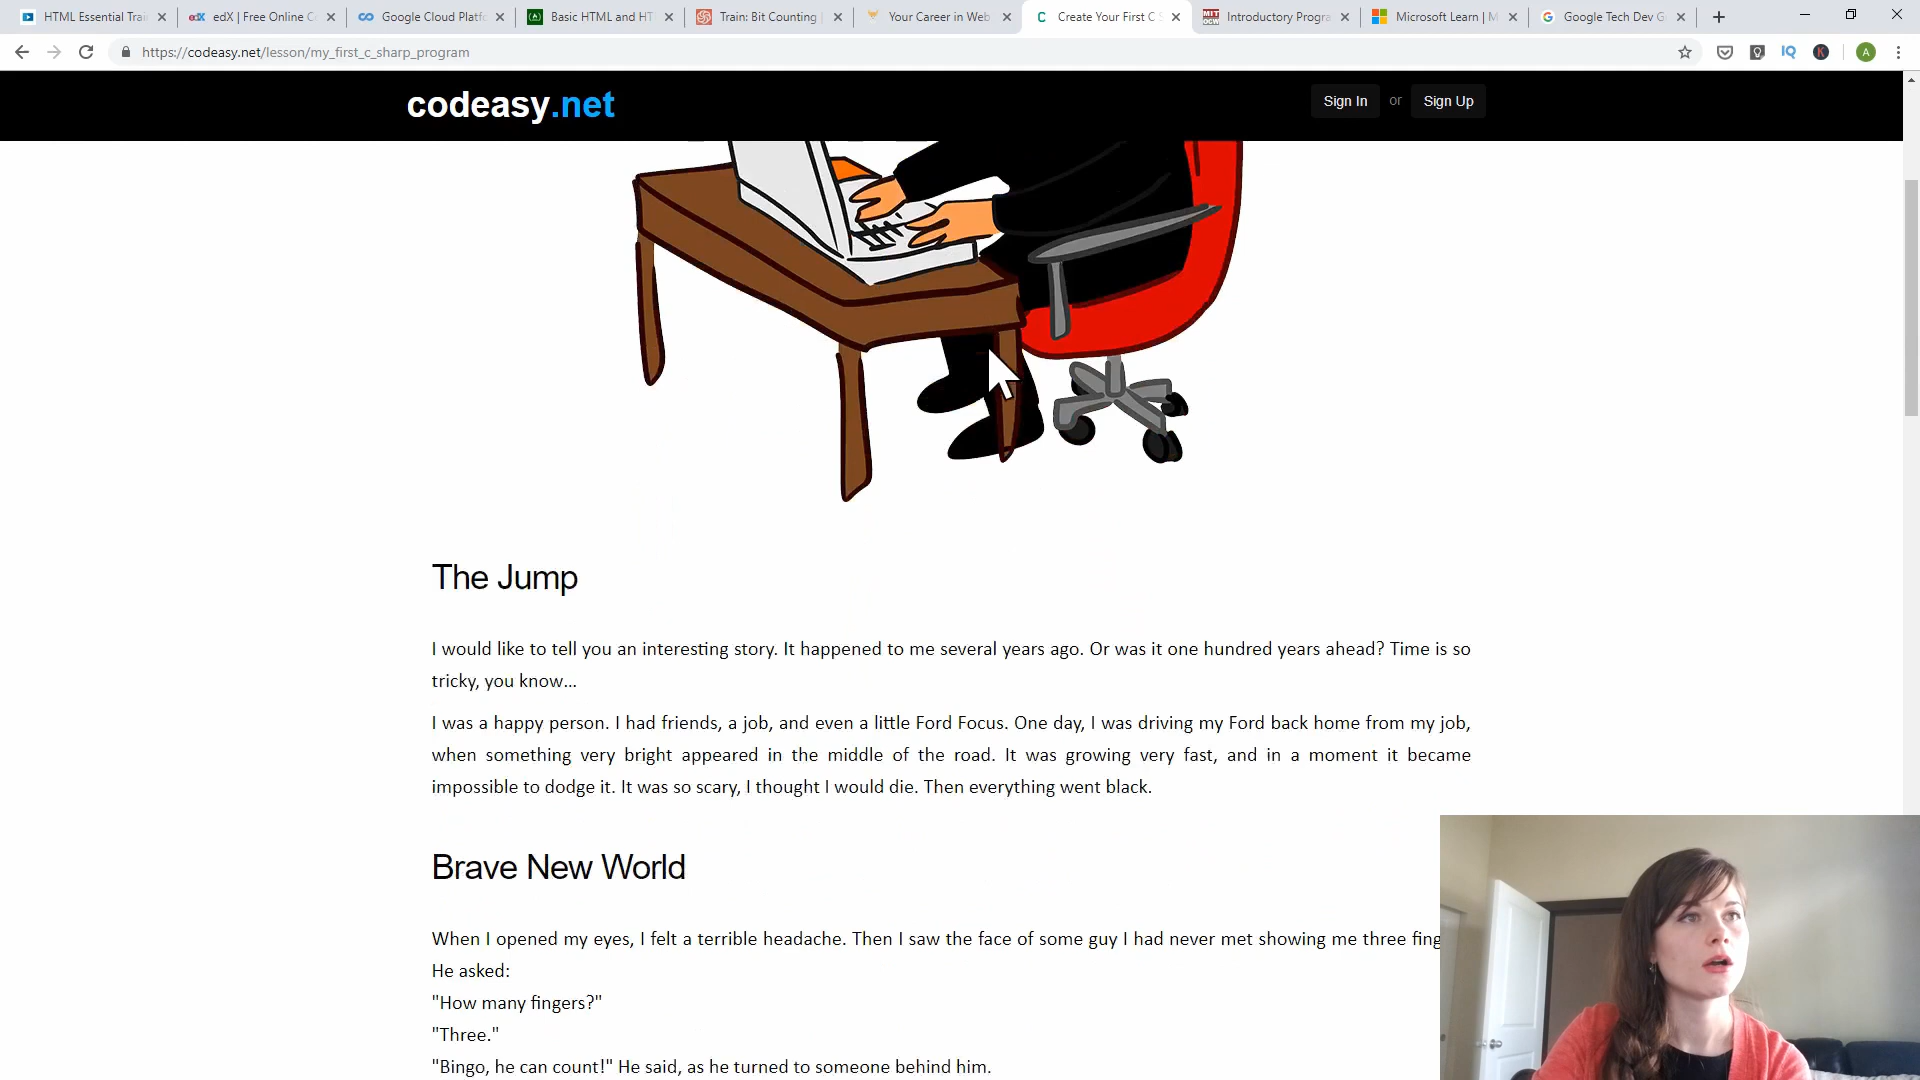 HTML Essential Trai
edX | Free Online C
Google Cloud Platf
Basic HTML and HT
Train: Bit Counting |
Your Career in Web
Create Your First C S
Introductory Progra
Microsoft Learn | M
Google Tech Dev G
https://codeasy.net/lesson/my_first_c_sharp_program
IQ
K
A
codeasy.net
Sign In or Sign Up
The Jump
I would like to tell you an interesting story. It happened to me several years ago. Or was it one hundred years ahead? Time is so
tricky, you know...
I was a happy person. I had friends, a job, and even a little Ford Focus. One day, I was driving my Ford back home from my job,
when something very bright appeared in the middle of the road. It was growing very fast, and in a moment it became
impossible to dodge it. It was so scary, I thought I would die. Then everything went black.
Brave New World
When I opened my eyes, I felt a terrible headache. Then I saw the face of some guy I had never met showing me three fing
He asked:
"How many fingers?"
"Three."
"Bingo, he can count!" He said, as he turned to someone behind him.